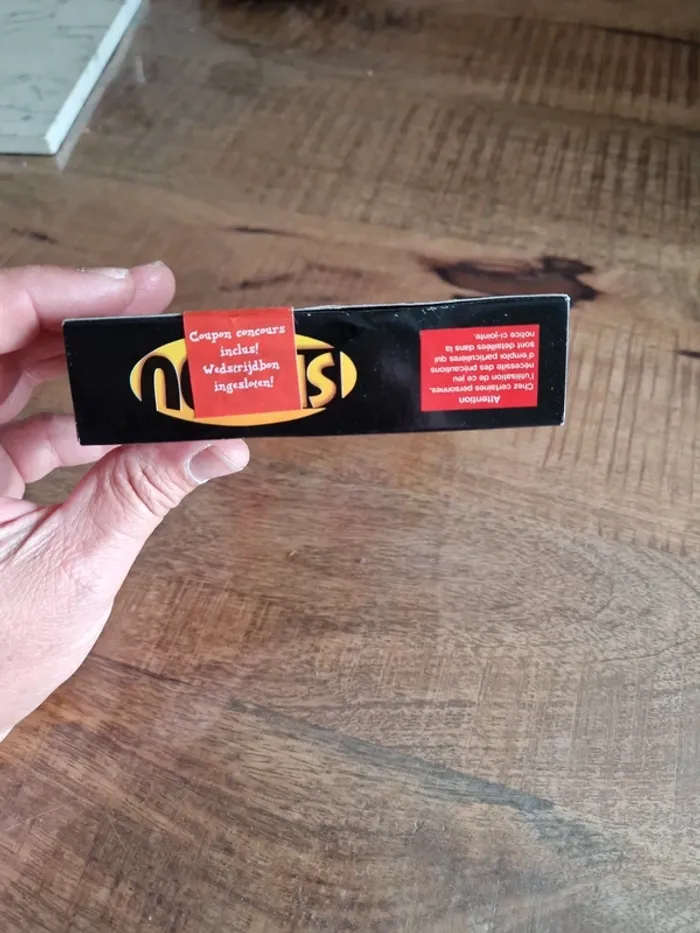 Coupon concours
inclus!
Wedstrijdbon
ingesloten!
Attention
Chez certaines personnes,
l'utilisation de ce jeu
nécessite des précautions
d'emploi particulières qui
sont détaillées dans la
notice ci-jointe.